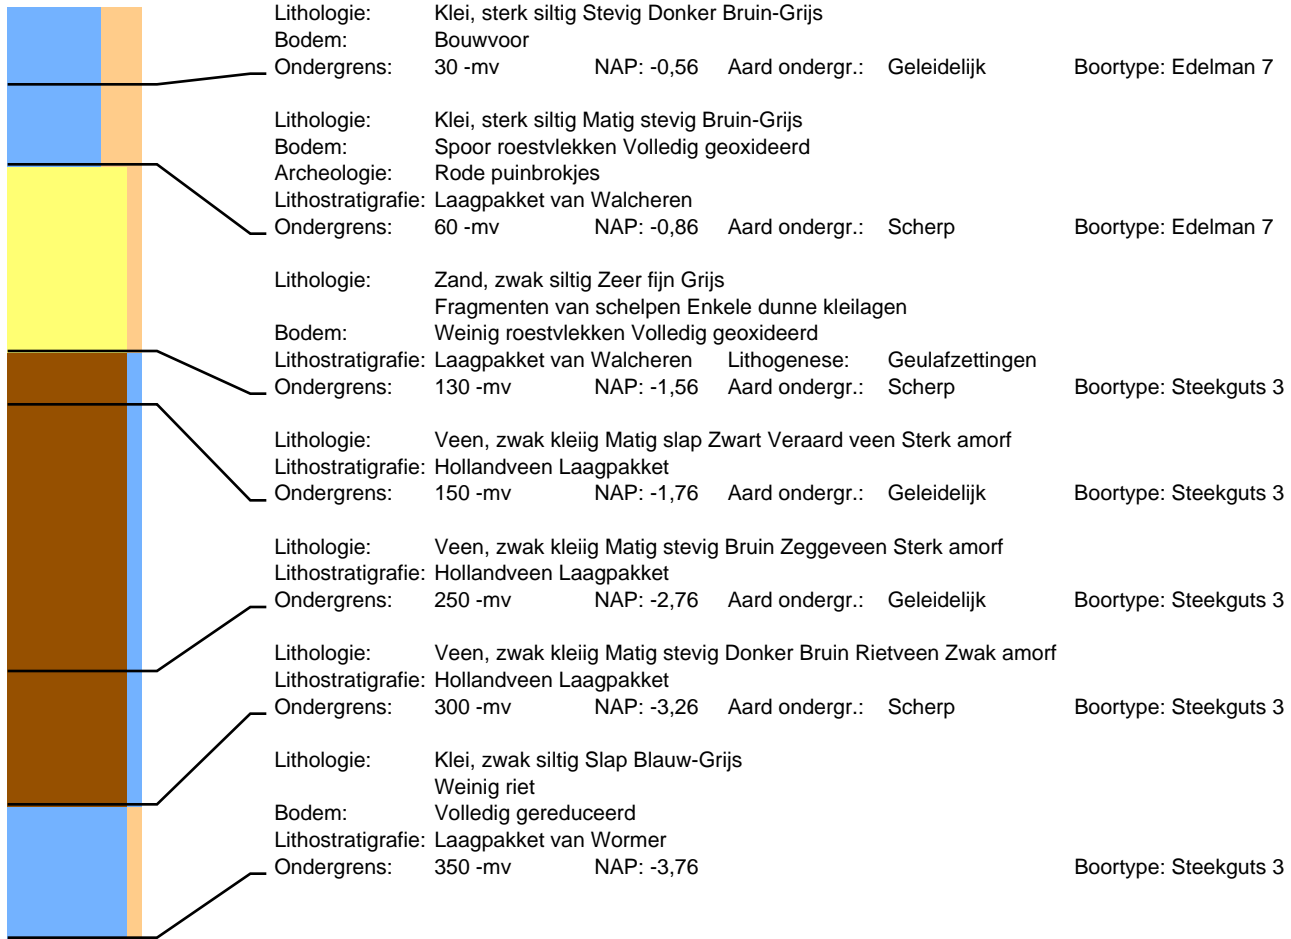 Lithologie: Klei, sterk siltig Stevig Donker Bruin-Grijs
Bodem: Bouwvoor
Ondergrens: 30 -mv NAP: -0,56 Aard ondergr.: Geleidelijk Boortype: Edelman 7
Lithologie: Klei, sterk siltig Matig stevig Bruin-Grijs
Bodem: Spoor roestvlekken Volledig geoxideerd
Archeologie: Rode puinbrokjes
Lithostratigrafie: Laagpakket van Walcheren
Ondergrens: 60 -mv NAP: -0,86 Aard ondergr.: Scherp Boortype: Edelman 7
Lithologie: Zand, zwak siltig Zeer fijn Grijs
Fragmenten van schelpen Enkele dunne kleilagen
Bodem: Weinig roestvlekken Volledig geoxideerd
Lithostratigrafie: Laagpakket van Walcheren Lithogenese: Geulafzettingen
Ondergrens: 130 -mv NAP: -1,56 Aard ondergr.: Scherp Boortype: Steekguts 3
Lithologie: Veen, zwak kleiig Matig slap Zwart Veraard veen Sterk amorf
Lithostratigrafie: Hollandveen Laagpakket
Ondergrens: 150 -mv NAP: -1,76 Aard ondergr.: Geleidelijk Boortype: Steekguts 3
Lithologie: Veen, zwak kleiig Matig stevig Bruin Zeggeveen Sterk amorf
Lithostratigrafie: Hollandveen Laagpakket
Ondergrens: 250 -mv NAP: -2,76 Aard ondergr.: Geleidelijk Boortype: Steekguts 3
Lithologie: Veen, zwak kleiig Matig stevig Donker Bruin Rietveen Zwak amorf
Lithostratigrafie: Hollandveen Laagpakket
Ondergrens: 300 -mv NAP: -3,26 Aard ondergr.: Scherp Boortype: Steekguts 3
Lithologie: Klei, zwak siltig Slap Blauw-Grijs
Weinig riet
Bodem: Volledig gereduceerd
Lithostratigrafie: Laagpakket van Wormer
Ondergrens: 350 -mv NAP: -3,76 Boortype: Steekguts 3